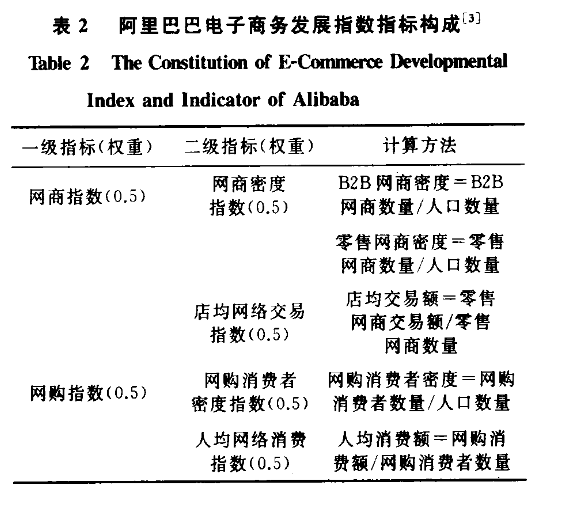 表 2 阿里巴巴电子商务发展指数指标构成[3]
Table 2 The Constitution of E-Commerce Developmental
Index and Indicator of Alibaba
一级指标(权重) 二级指标(权重) 计算方法
网商指数(0.5) 网商密度 B2B 网商密度=B2B
指数(0.5) 网商数量/人口数量
零售网商密度=零售
网商数量/人口数量
店均网络交易 店均交易额=零售
指数(0.5) 网商交易额/零售
网商数量
网购指数(0.5) 网购消费者 网购消费者密度=网购
密度指数(0.5) 消费者数量/人口数量
人均网络消费 人均消费额=网购消
指数(0.5) 费额/网购消费者数量